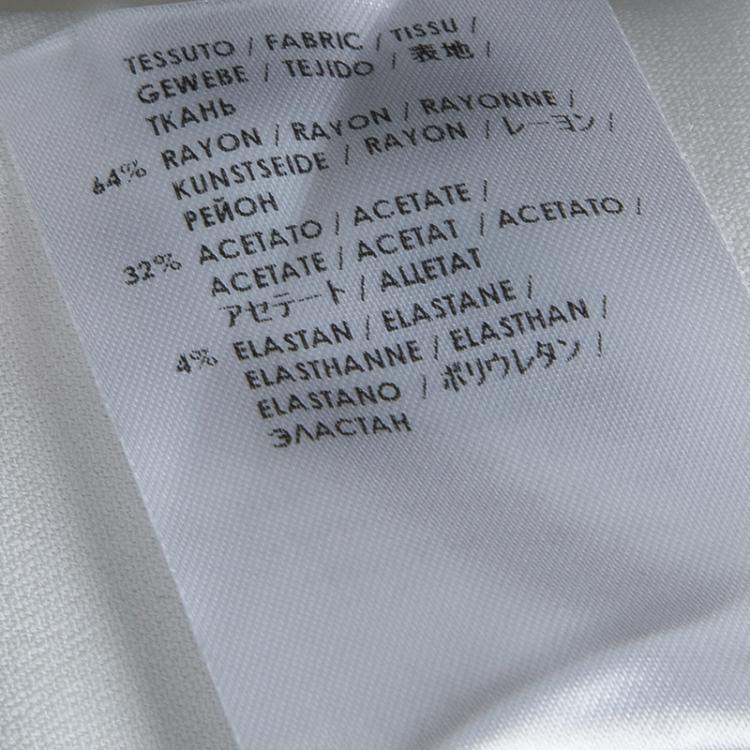 TESSUTO / FABRIC / TISSU /
GEWEBE / TEJIDO / 表地 /
ТКАНЬ
64% RAYON / RAYON / RAYONNE /
KUNSTSEIDE / RAYON / レーヨン /
РЕЙОН
32% ACETATO / ACETATE /
ACETATE / ACETAT / ACETATO /
アセテート / АЦЕТАТ
4% ELASTAN / ELASTANE /
ELASTHANNE / ELASTHAN /
ELASTANO / ポリウレタン /
ЭЛАСТАН